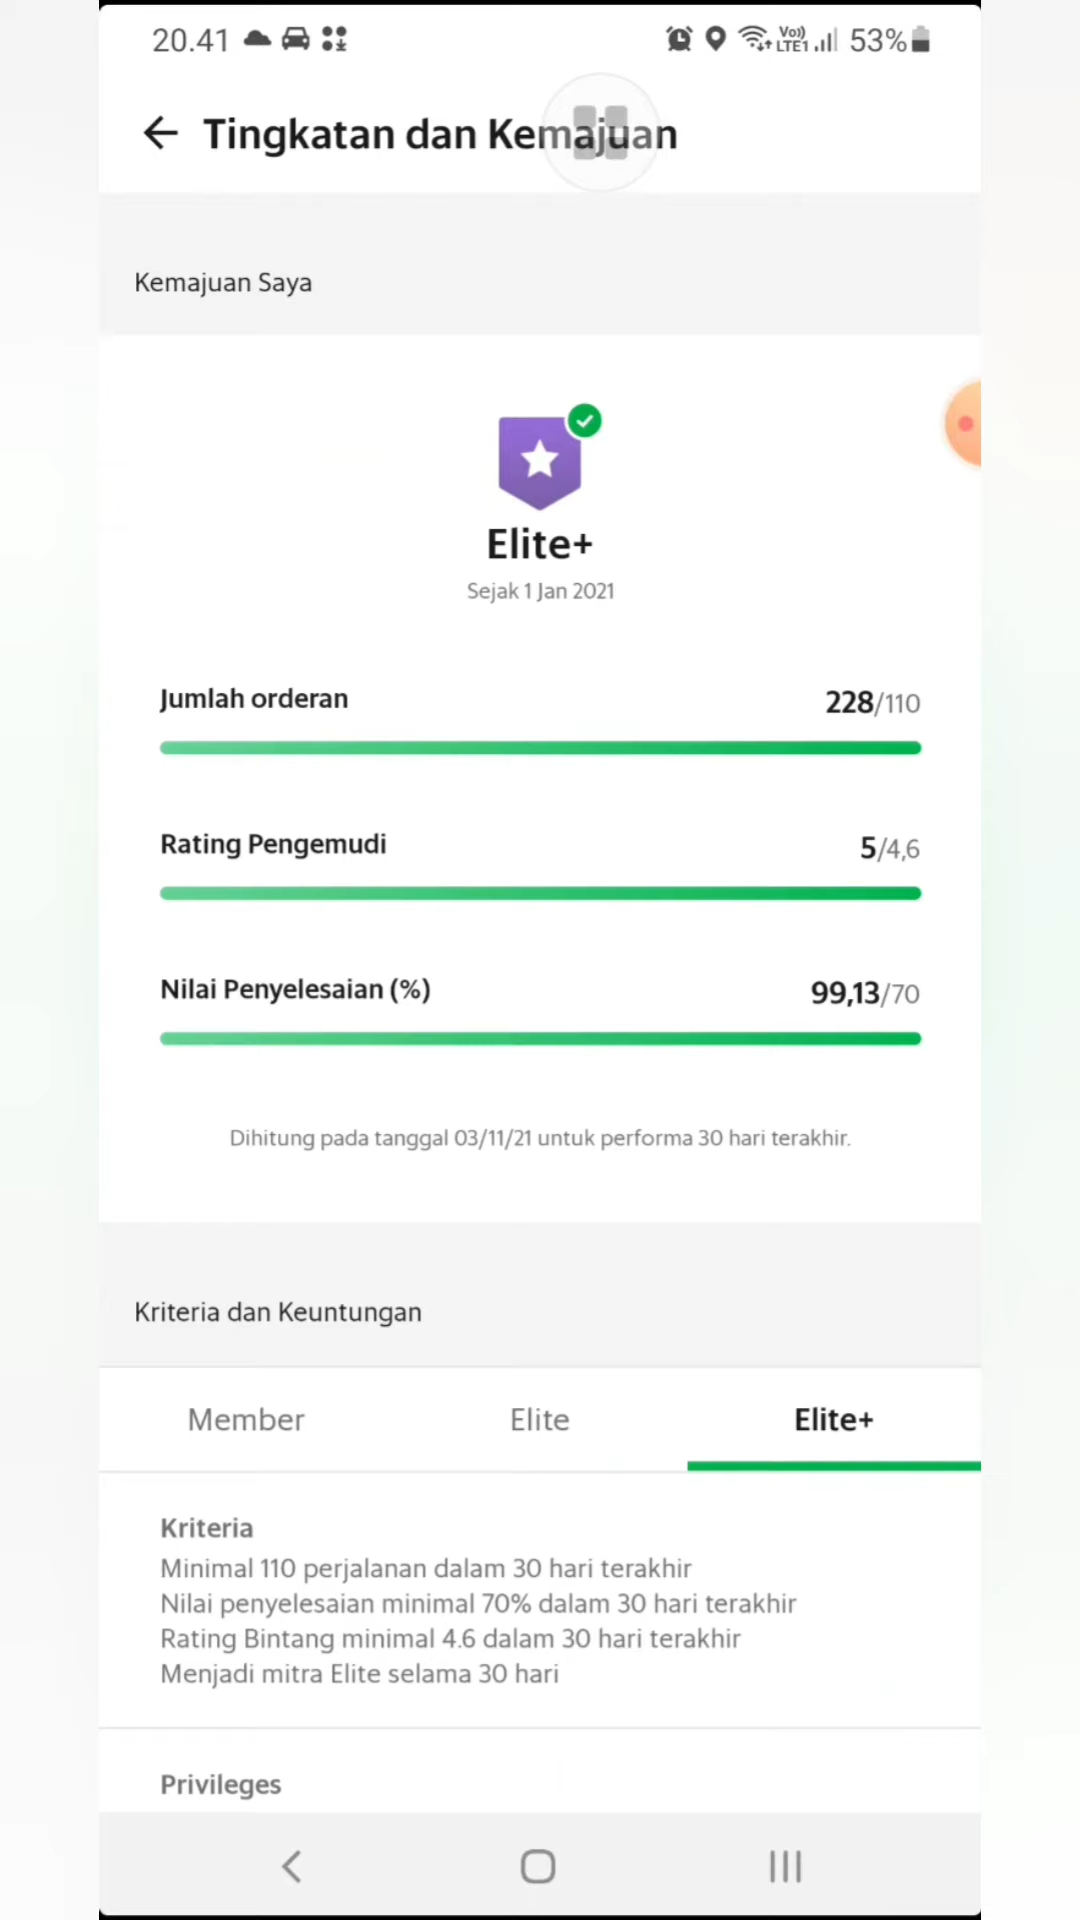 20.41
Vo)) LTE1 53%
Tingkatan dan Kemajuan
Kemajuan Saya
Elite+
Sejak 1 Jan 2021
Jumlah orderan 228/110
Rating Pengemudi 5/4,6
Nilai Penyelesaian (%) 99,13/70
Dihitung pada tanggal 03/11/21 untuk performa 30 hari terakhir.
Kriteria dan Keuntungan
Member Elite Elite+
Kriteria
Minimal 110 perjalanan dalam 30 hari terakhir
Nilai penyelesaian minimal 70% dalam 30 hari terakhir
Rating Bintang minimal 4.6 dalam 30 hari terakhir
Menjadi mitra Elite selama 30 hari
Privileges